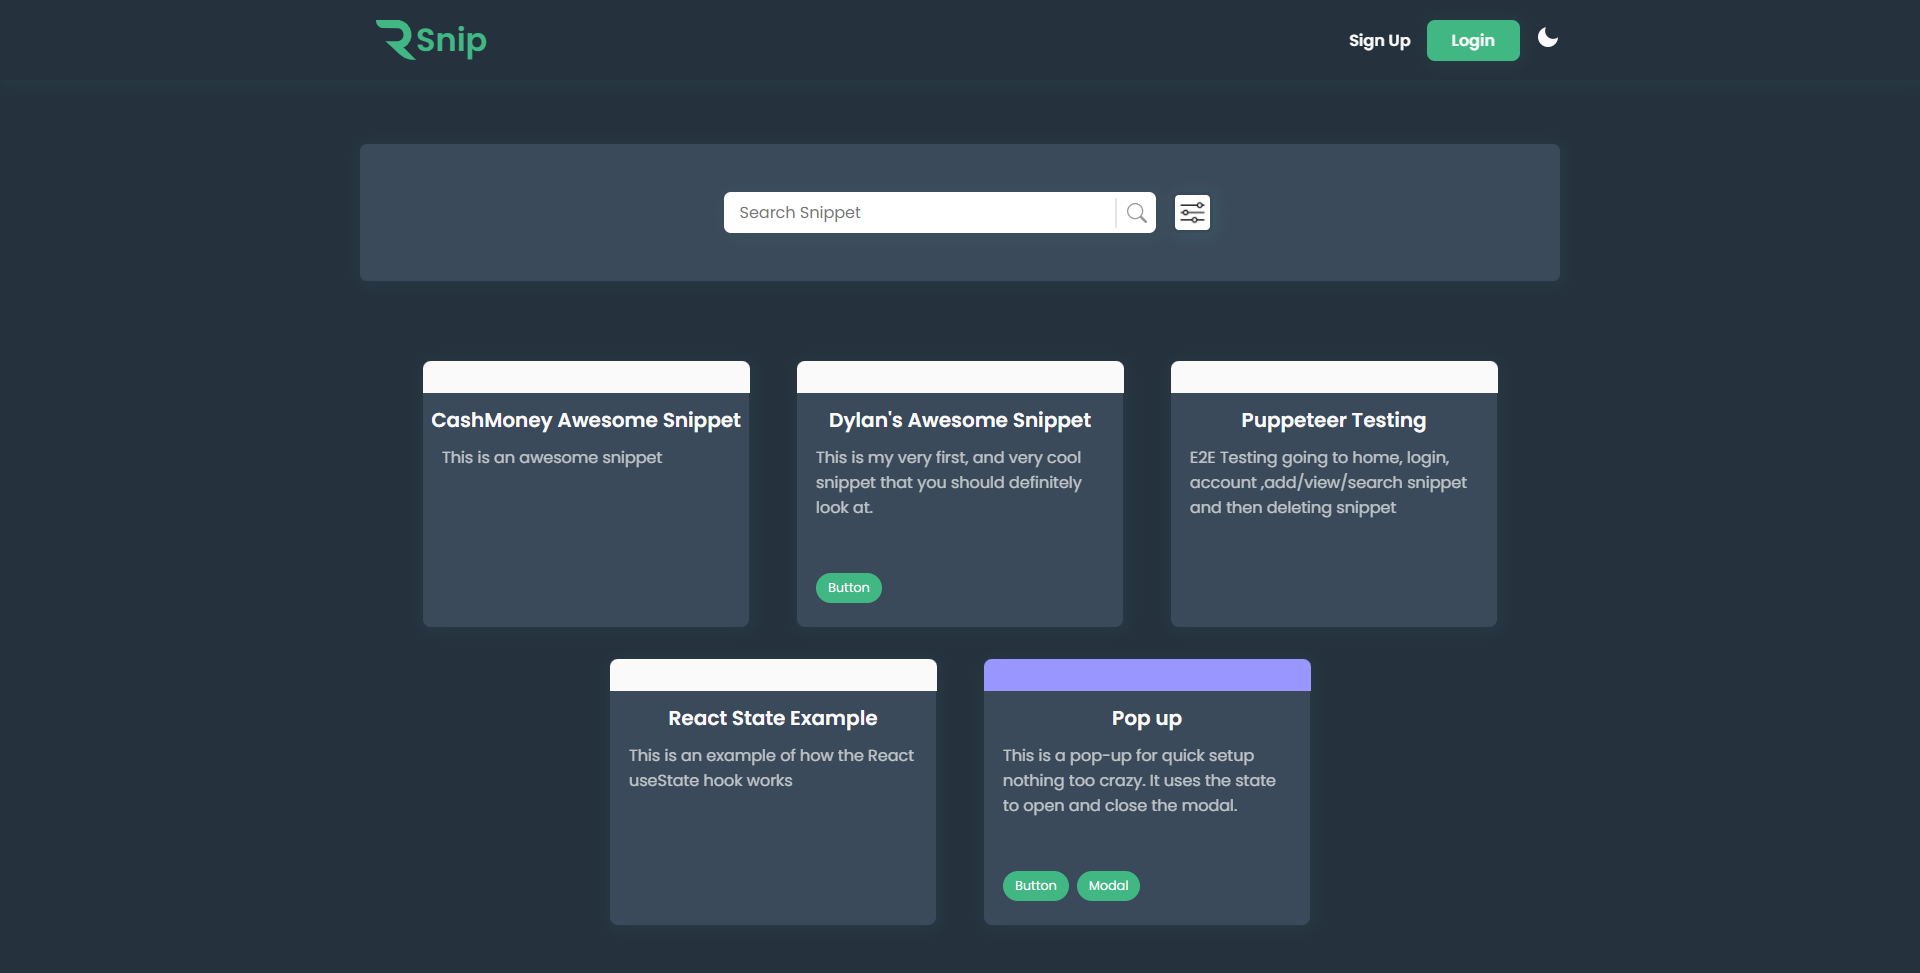 Snip
Sign Up
Login
Search Snippet
CashMoney Awesome Snippet
This is an awesome snippet
Dylan's Awesome Snippet
This is my very first, and very cool
snippet that you should definitely
look at.
Button
Puppeteer Testing
E2E Testing going to home, login,
account ,add/view/search snippet
and then deleting snippet
React State Example
This is an example of how the React
useState hook works
Pop up
This is a pop-up for quick setup
nothing too crazy. It uses the state
to open and close the modal.
Button Modal